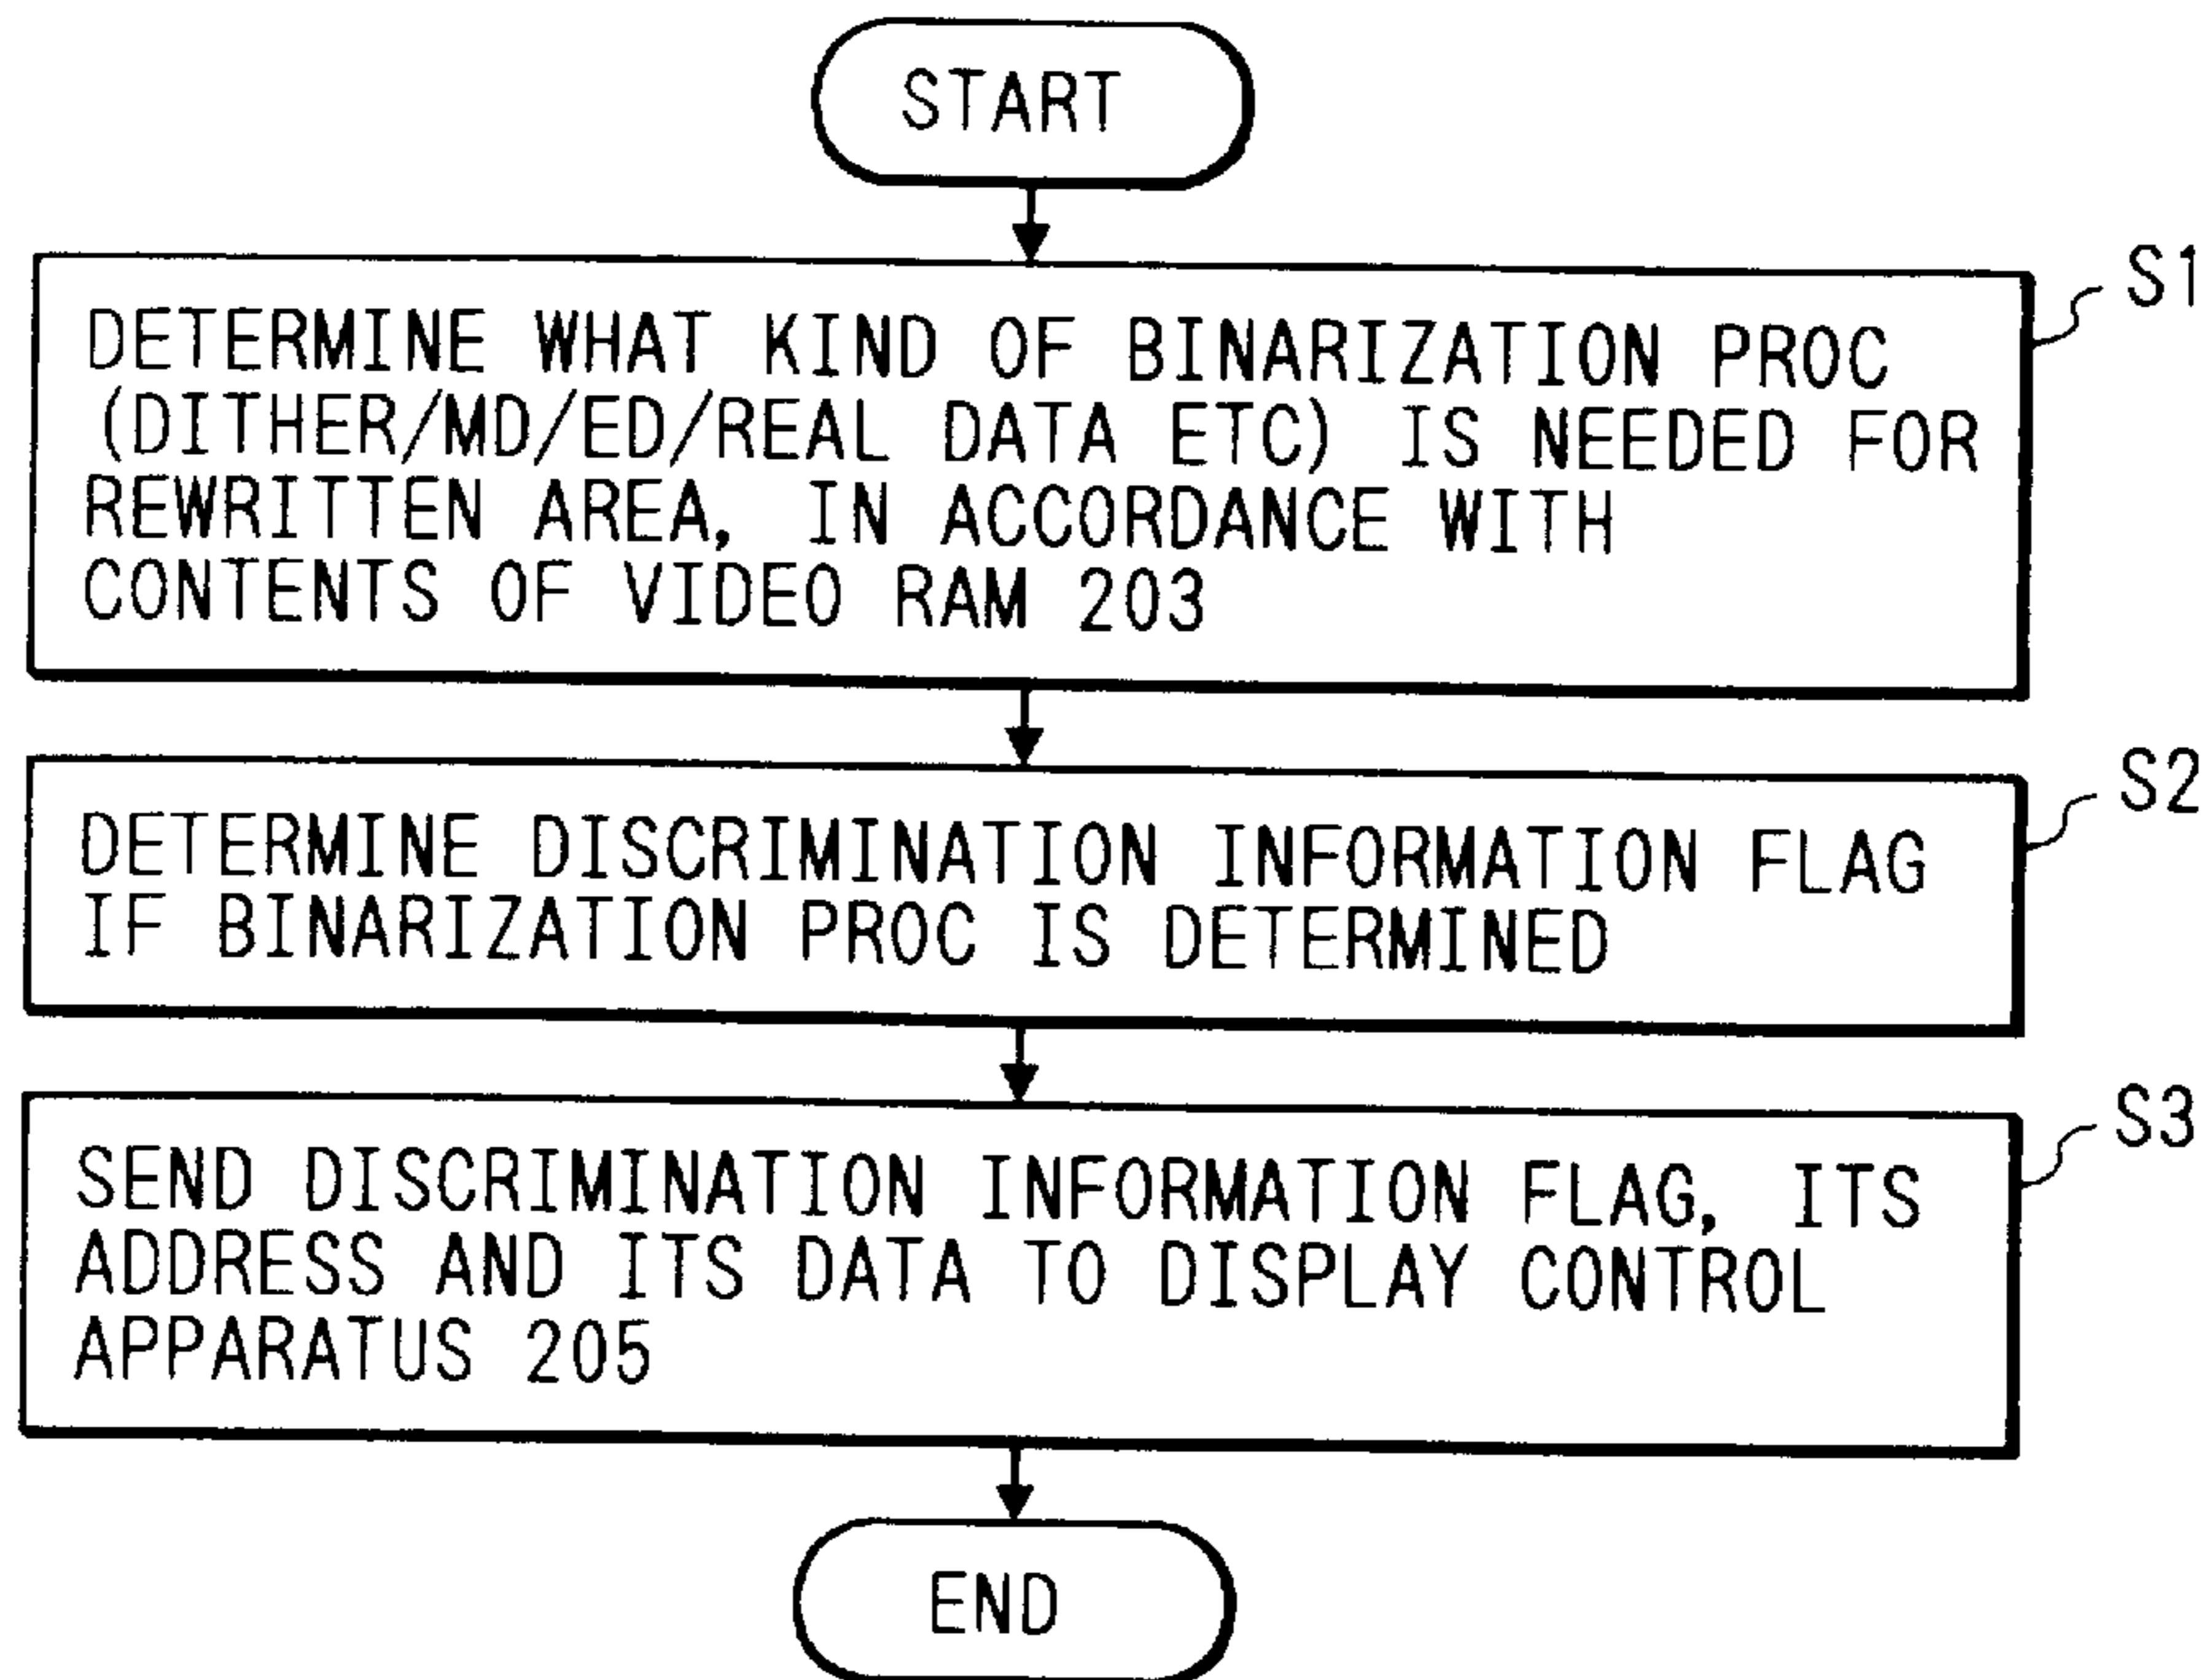 START
S1
DETERMINE WHAT KIND OF BINARIZATION PROC
(DITHER/MD/ED/REAL DATA ETC) IS NEEDED FOR
REWRITTEN AREA, IN ACCORDANCE WITH
CONTENTS OF VIDEO RAM 203
S2
DETERMINE DISCRIMINATION INFORMATION FLAG
IF BINARIZATION PROC IS DETERMINED
S3
SEND DISCRIMINATION INFORMATION FLAG, ITS
ADDRESS AND ITS DATA TO DISPLAY CONTROL
APPARATUS 205
END